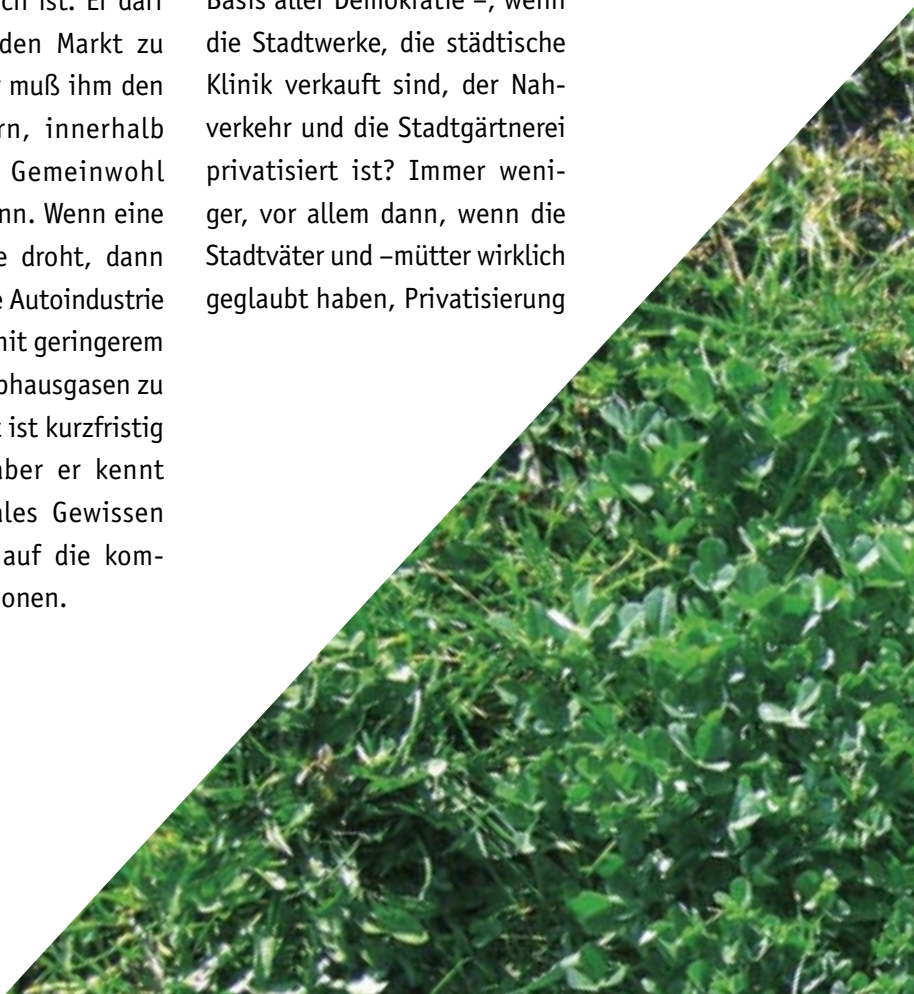 ch ist. Er darf
den Markt zu
muß ihm den
rn, innerhalb
Gemeinwohl
nn. Wenn eine
e droht, dann
e Autoindustrie
mit geringerem
bhausgasen zu
ist kurzfristig
aber er kennt
ales Gewissen
auf die kom-
onen.
Basis aller Demokratie –, wenn
die Stadtwerke, die städtische
Klinik verkauft sind, der Nah-
verkehr und die Stadtgärtnerei
privatisiert ist? Immer weni-
ger, vor allem dann, wenn die
Stadtväter und –mütter wirklich
geglaubt haben, Privatisierung